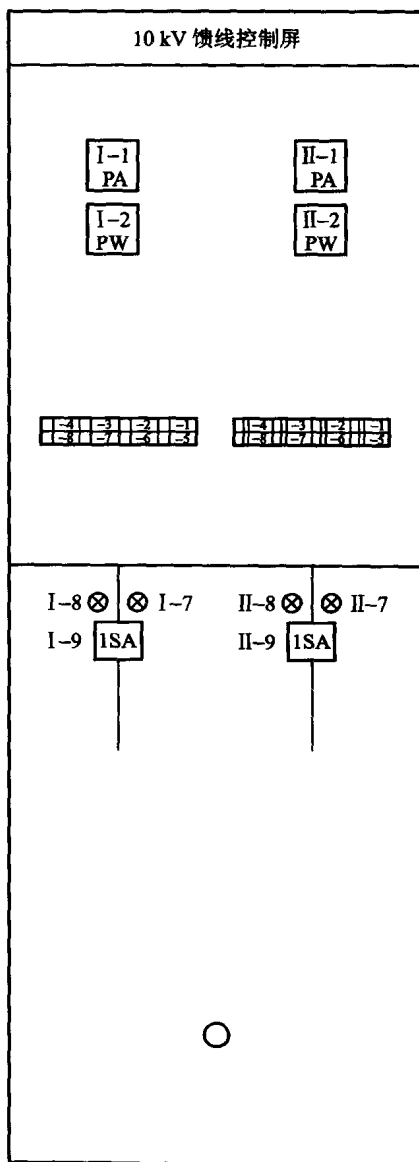 10 kV 馈线控制屏
I-1
PA
II-1
PA
I-2
PW
II-2
PW
I-8 I-7
II-8 II-7
I-9 1SA
II-9 1SA